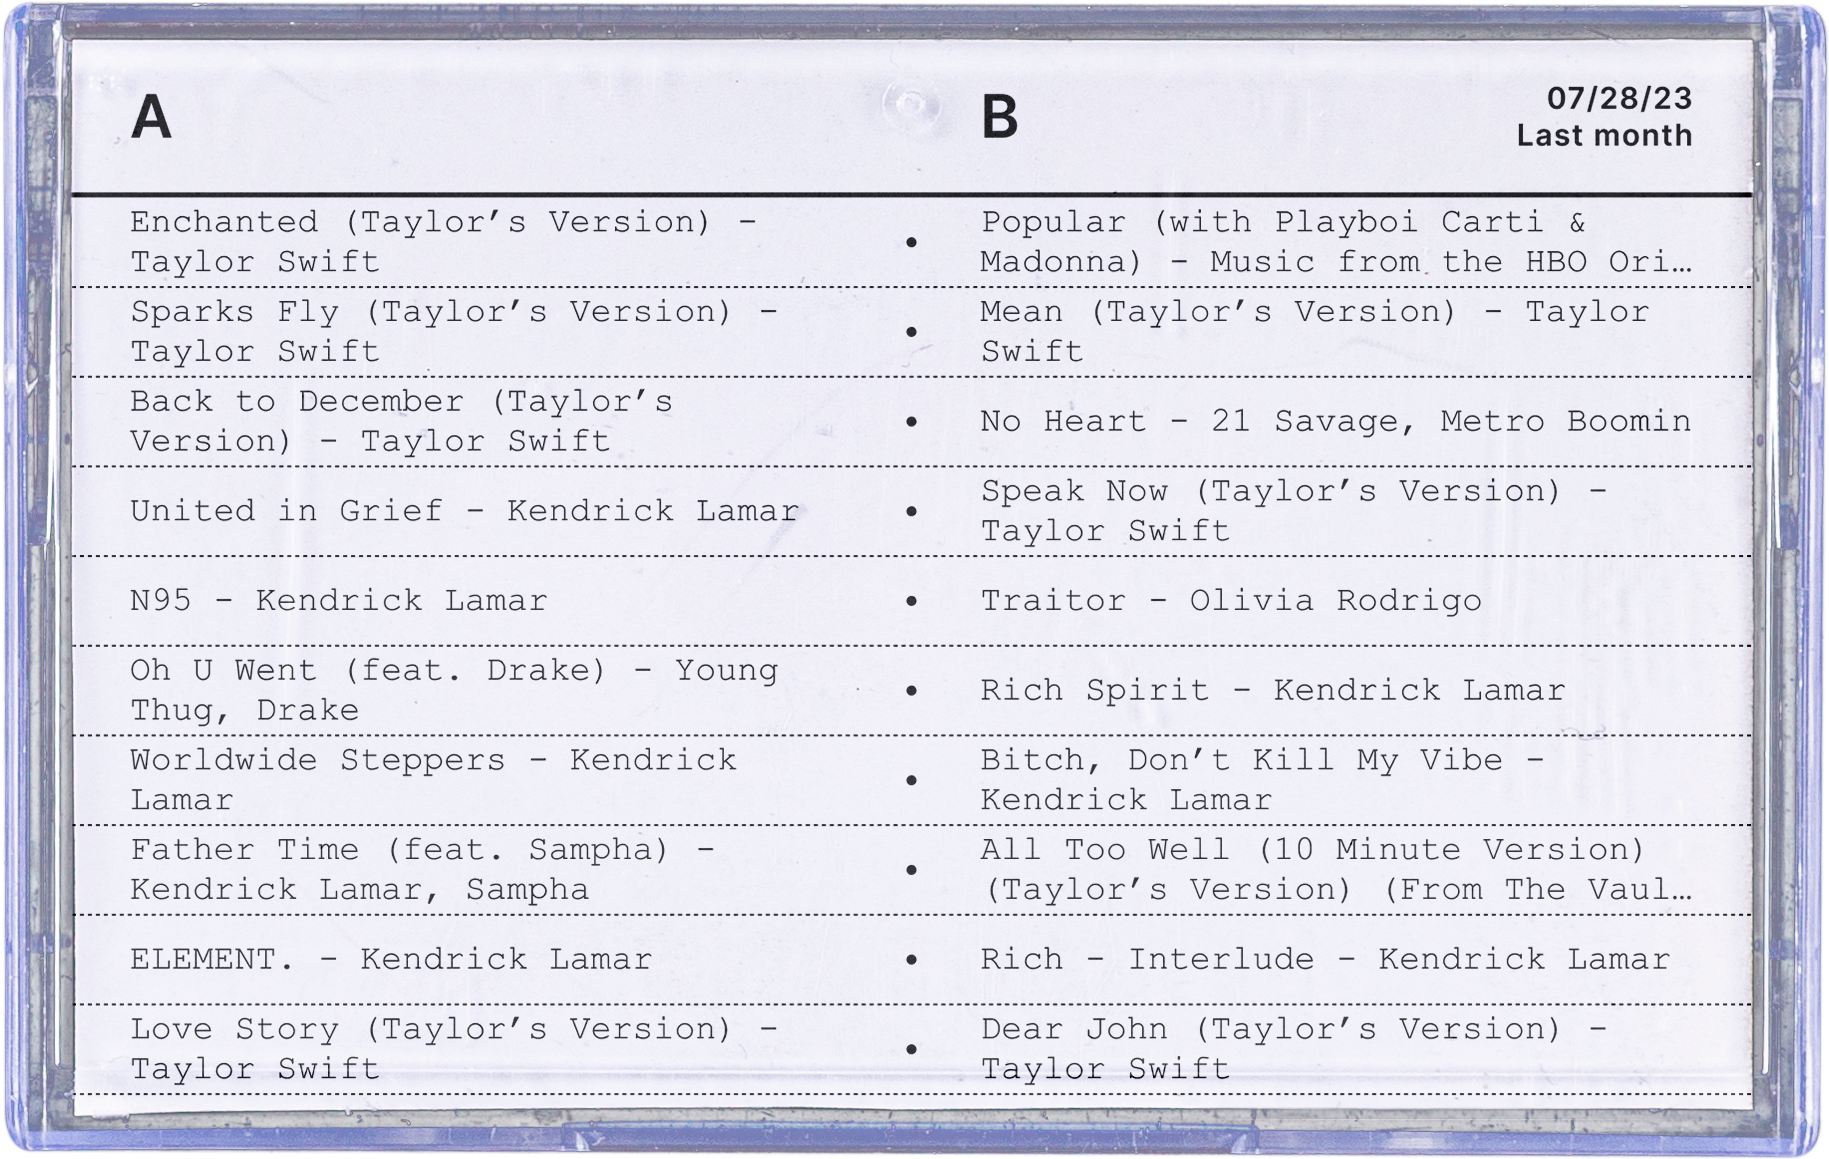 A
Enchanted (Taylor’s Version) –
Taylor Swift
Sparks Fly (Taylor’s Version) –
Taylor Swift
Back to December (Taylor’s
Version) – Taylor Swift
United in Grief – Kendrick Lamar
N95 – Kendrick Lamar
Oh U Went (feat. Drake) – Young
Thug, Drake
Worldwide Steppers – Kendrick
Lamar
Father Time (feat. Sampha) –
Kendrick Lamar, Sampha
ELEMENT. – Kendrick Lamar
Love Story (Taylor’s Version) –
Taylor Swift
B
07/28/23
Last month
Popular (with Playboi Carti &
Madonna) – Music from the HBO Ori…
Mean (Taylor’s Version) – Taylor
Swift
No Heart – 21 Savage, Metro Boomin
Speak Now (Taylor’s Version) –
Taylor Swift
Traitor – Olivia Rodrigo
Rich Spirit – Kendrick Lamar
Bitch, Don’t Kill My Vibe –
Kendrick Lamar
All Too Well (10 Minute Version)
(Taylor’s Version) (From The Vaul…
Rich – Interlude – Kendrick Lamar
Dear John (Taylor’s Version) –
Taylor Swift